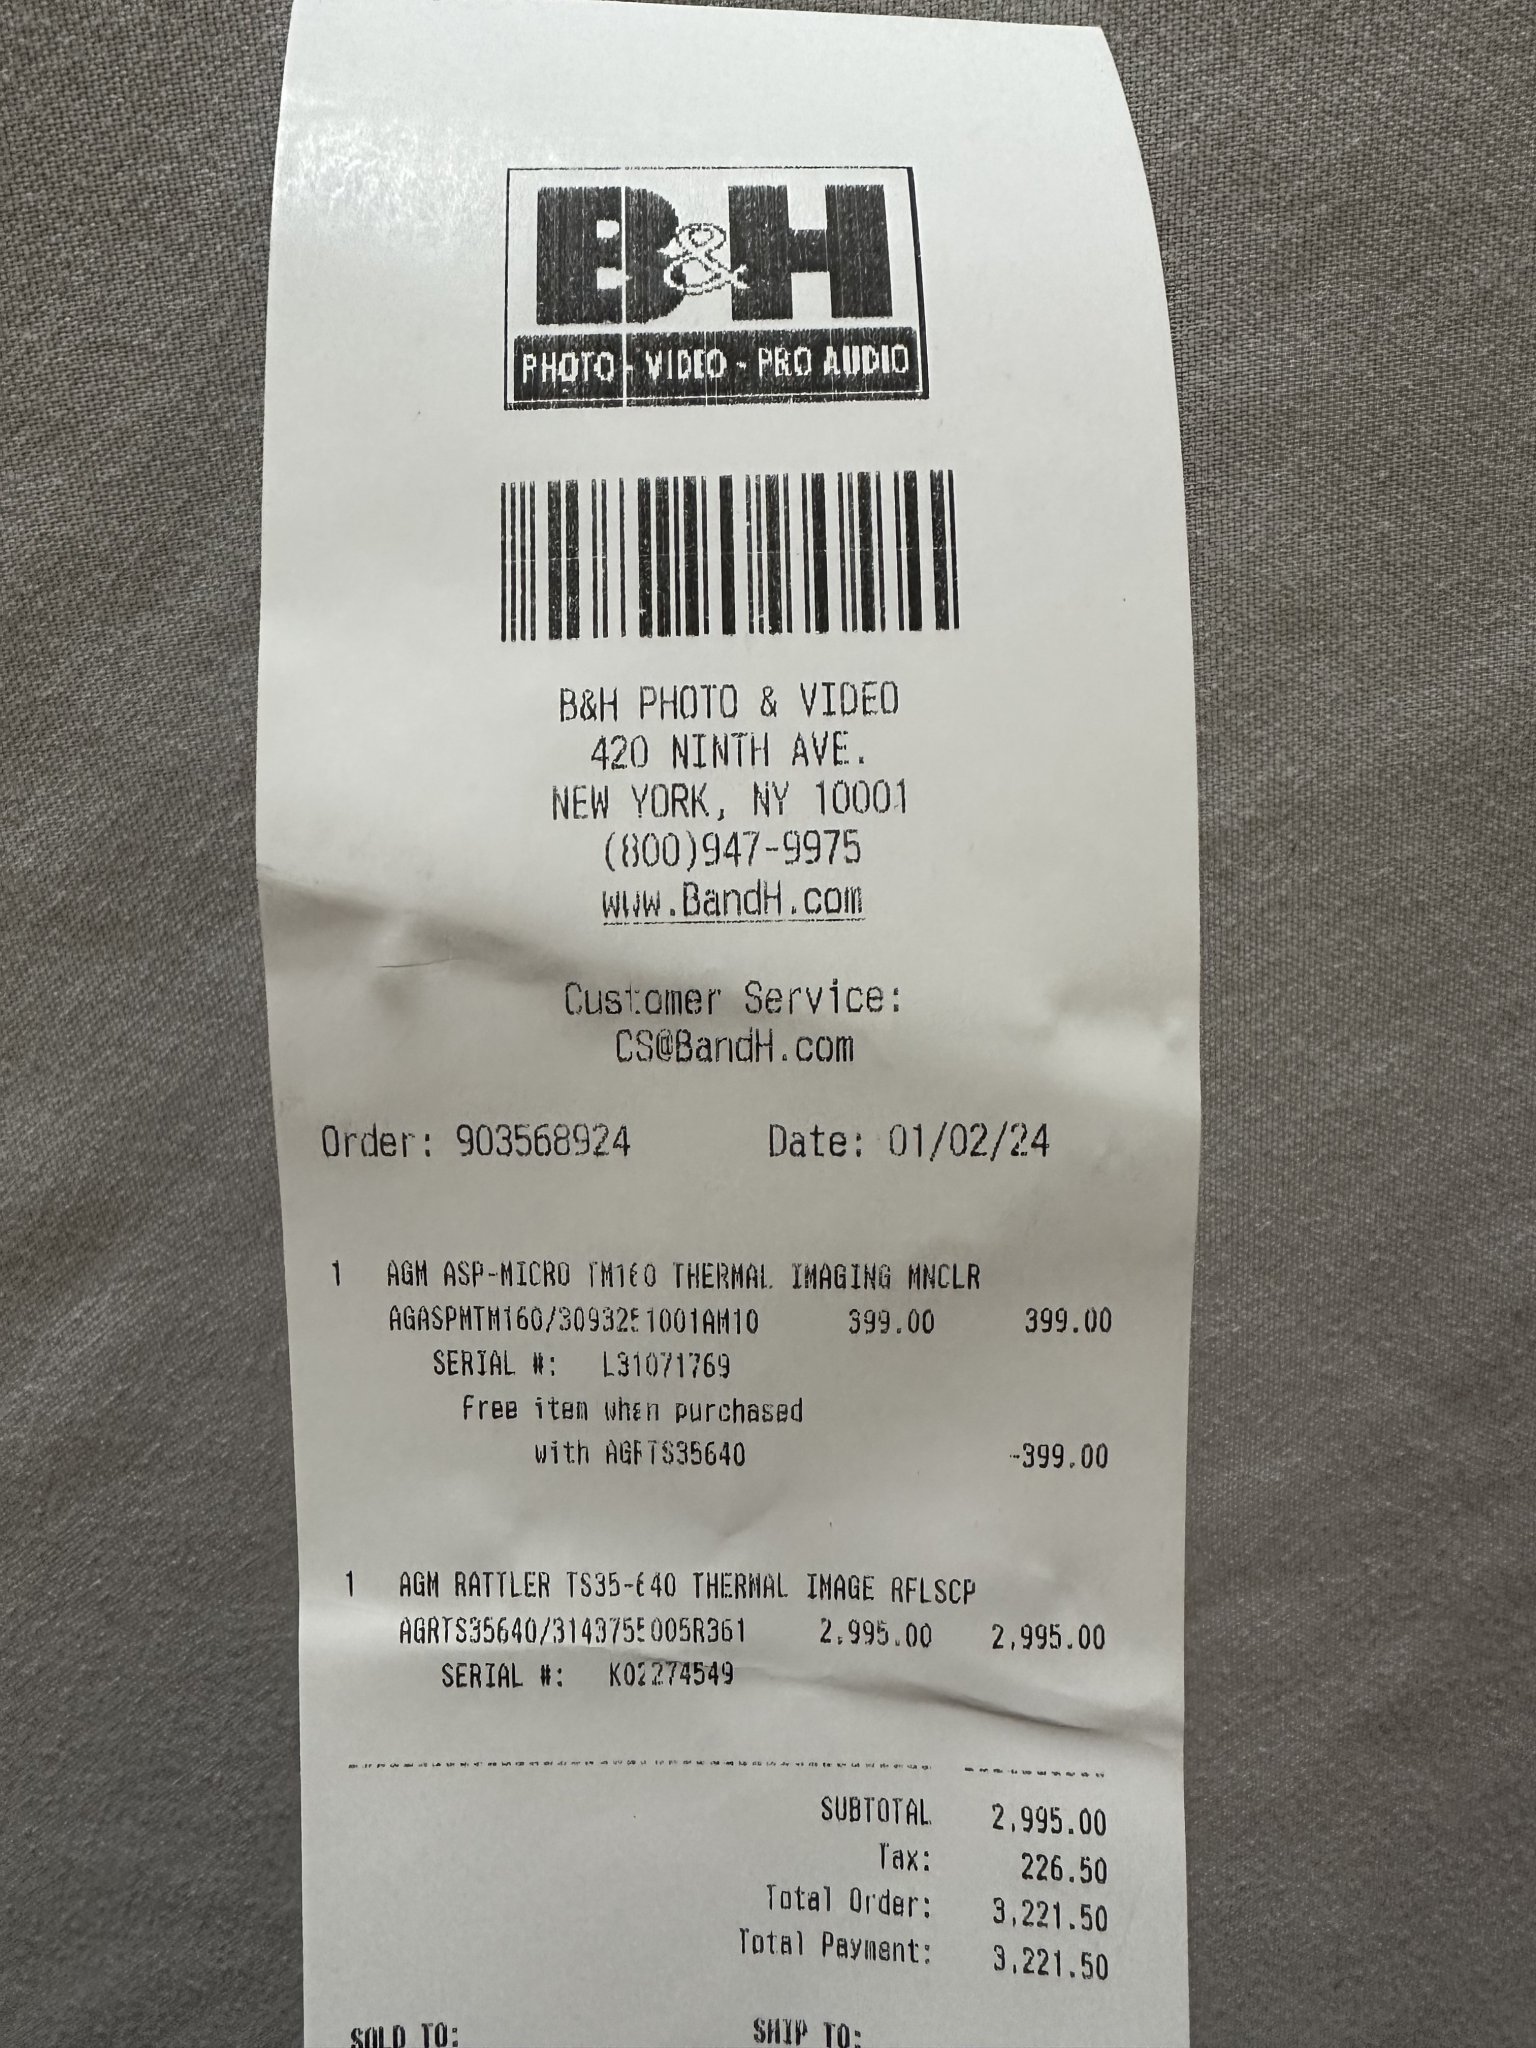 B&H
PHOTO - VIDEO - PRO AUDIO
B&H PHOTO & VIDEO
420 NINTH AVE.
NEW YORK, NY 10001
(800)947-9975
www.BandH.com
Customer Service:
CS@BandH.com
Order: 903568924 Date: 01/02/24
1 AGM ASP-MICRO TM160 THERMAL IMAGING MNCLR
AGASPMTM160/3093251001AM10 399.00 399.00
SERIAL #: L31071769
Free item when purchased
with AGRTS35640 -399.00
1 AGM RATTLER TS35-640 THERMAL IMAGE RFLSCP
AGRTS35640/3143755005R361 2,995.00 2,995.00
SERIAL #: K02274549
SUBTOTAL 2,995.00
Tax: 226.50
Total Order: 3,221.50
Total Payment: 3,221.50
SOLD TO: SHIP TO: